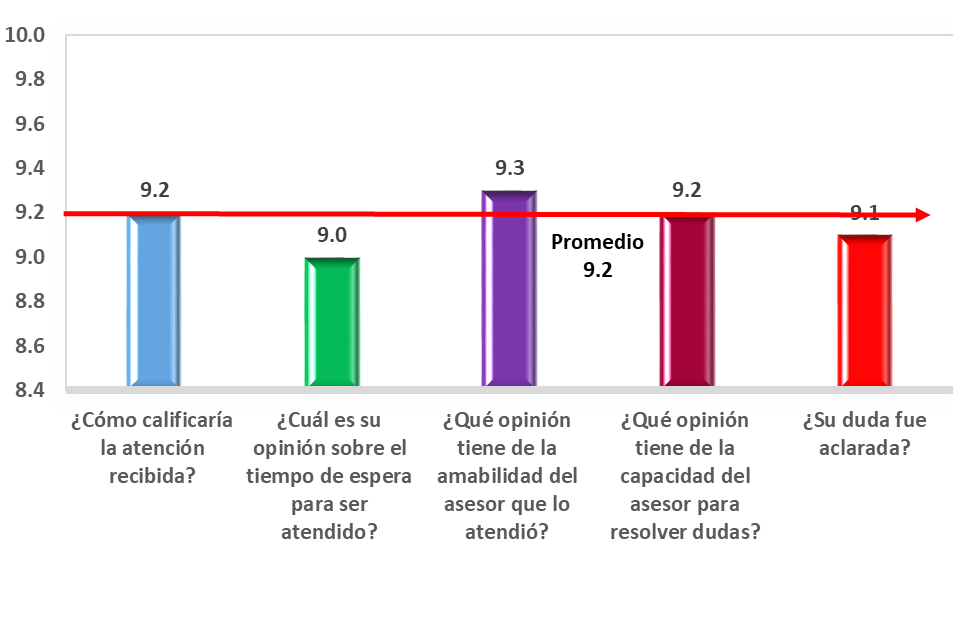 10.0
9.8
9.6
9.4
9.2
9.0
8.8
8.6
8.4
9.2
9.0
9.3
9.2
9.1
Promedio
9.2
¿Cómo calificaría
la atención
recibida?
¿Cuál es su
opinión sobre el
tiempo de espera
para ser
atendido?
¿Qué opinión
tiene de la
amabilidad del
asesor que lo
atendió?
¿Qué opinión
tiene de la
capacidad del
asesor para
resolver dudas?
¿Su duda fue
aclarada?